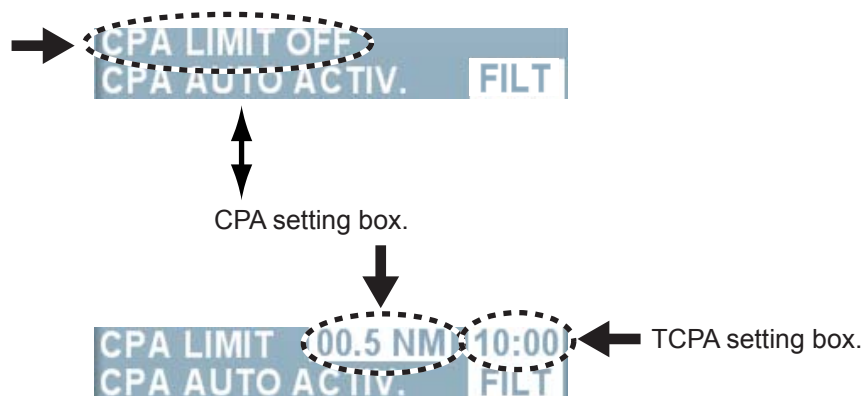 CPA LIMIT OFF
CPA AUTO ACTIV. FILT
CPA setting box.
CPA LIMIT 00.5 NM 10:00
TCPA setting box.
CPA AUTO ACTIV. FILT